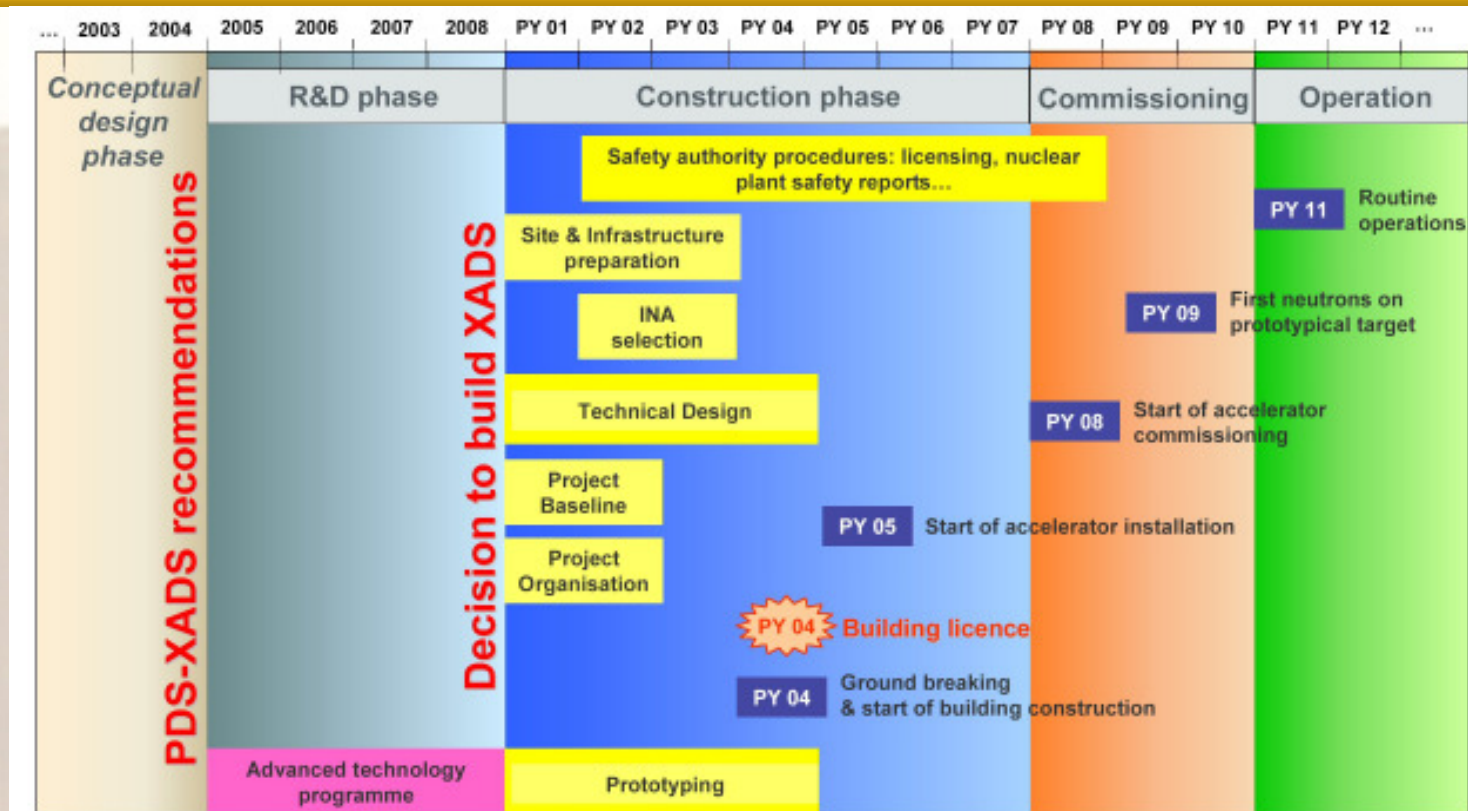 ... 2003 2004 2005 2006 2007 2008 PY 01 PY 02 PY 03 PY 04 PY 05 PY 06 PY 07 PY 08 PY 09 PY 10 PY 11 PY 12 ...
Conceptual
design
phase
R&D phase
Construction phase
Commissioning
Operation
PDS-XADS recommendations
Decision to build XADS
Safety authority procedures: licensing, nuclear
plant safety reports...
Site & Infrastructure
preparation
INA
selection
Technical Design
Project
Baseline
Project
Organisation
PY 11
Routine
operations
PY 09
First neutrons on
prototypical target
PY 08
Start of accelerator
commissioning
PY 05
Start of accelerator installation
PY 04
Building licence
PY 04
Ground breaking
& start of building construction
Advanced technology
programme
Prototyping